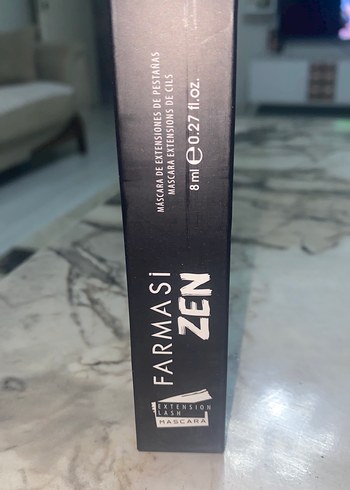 MÁSCARA DE EXTENSIONES DE PESTAÑAS
MASCARA EXTENSIONS DE CILS
8 ml e 0.27 fl.oz.
FARMASi
ZEN
EXTENSION
LASH
MASCARA